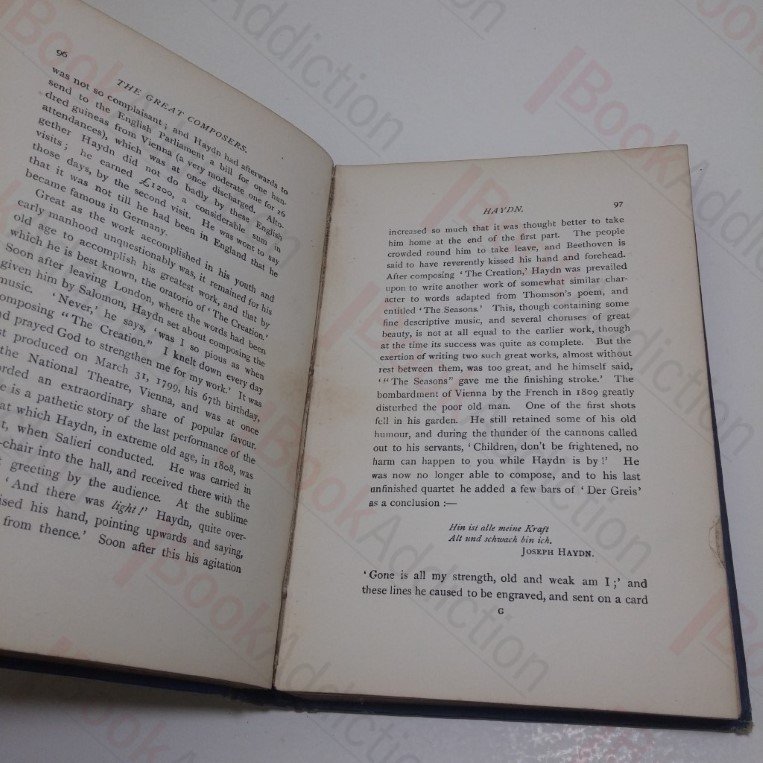 96
THE GREAT COMPOSERS.
was not so complaisant; and Haydn had afterwards to
send to the English Parliament a bill for one hun-
dred guineas from Vienna (a very moderate one for 26
attendances), which was at once discharged. Alto-
gether Haydn did not do badly by these English
visits; he earned £1200, a considerable sum in
those days, by the second visit. He was wont to say
that it was not till he had been in England that he
became famous in Germany.
Great as the work accomplished in his youth and
early manhood unquestionably was, it remained for his
old age to accomplish his greatest work, and that by
which he is best known, the oratorio of 'The Creation.'
Soon after leaving London, where the words had been
given him by Salomon, Haydn set about composing the
music. 'Never,' he says, 'was I so pious as when
composing "The Creation." I knelt down every day
and prayed God to strengthen me for my work.' It was
produced on March 31, 1799, his 67th birthday,
the National Theatre, Vienna, and was at once
an extraordinary share of popular favour.
is a pathetic story of the last performance of the
at which Haydn, in extreme old age, in 1808, was
when Salieri conducted. He was carried in
-chair into the hall, and received there with the
greeting by the audience. At the sublime
'And there was light!' Haydn, quite over-
his hand, pointing upwards and saying,
from thence.' Soon after this his agitation
HAYDN.
97
increased so much that it was thought better to take
him home at the end of the first part. The people
crowded round him to take leave, and Beethoven is
said to have reverently kissed his hand and forehead.
After composing 'The Creation,' Haydn was prevailed
upon to write another work of somewhat similar char-
acter to words adapted from Thomson's poem, and
entitled 'The Seasons.' This, though containing some
fine descriptive music, and several choruses of great
beauty, is not at all equal to the earlier work, though
at the time its success was quite as complete. But the
exertion of writing two such great works, almost without
rest between them, was too great, and he himself said,
'"The Seasons" gave me the finishing stroke.' The
bombardment of Vienna by the French in 1809 greatly
disturbed the poor old man. One of the first shots
fell in his garden. He still retained some of his old
humour, and during the thunder of the cannons called
out to his servants, 'Children, don't be frightened, no
harm can happen to you while Haydn is by!' He
was now no longer able to compose, and to his last
unfinished quartet he added a few bars of 'Der Greis'
as a conclusion:—
Hin ist alle meine Kraft
Alt und schwach bin ich.
JOSEPH HAYDN.
'Gone is all my strength, old and weak am I;' and
these lines he caused to be engraved, and sent on a card
G
BookAddiction